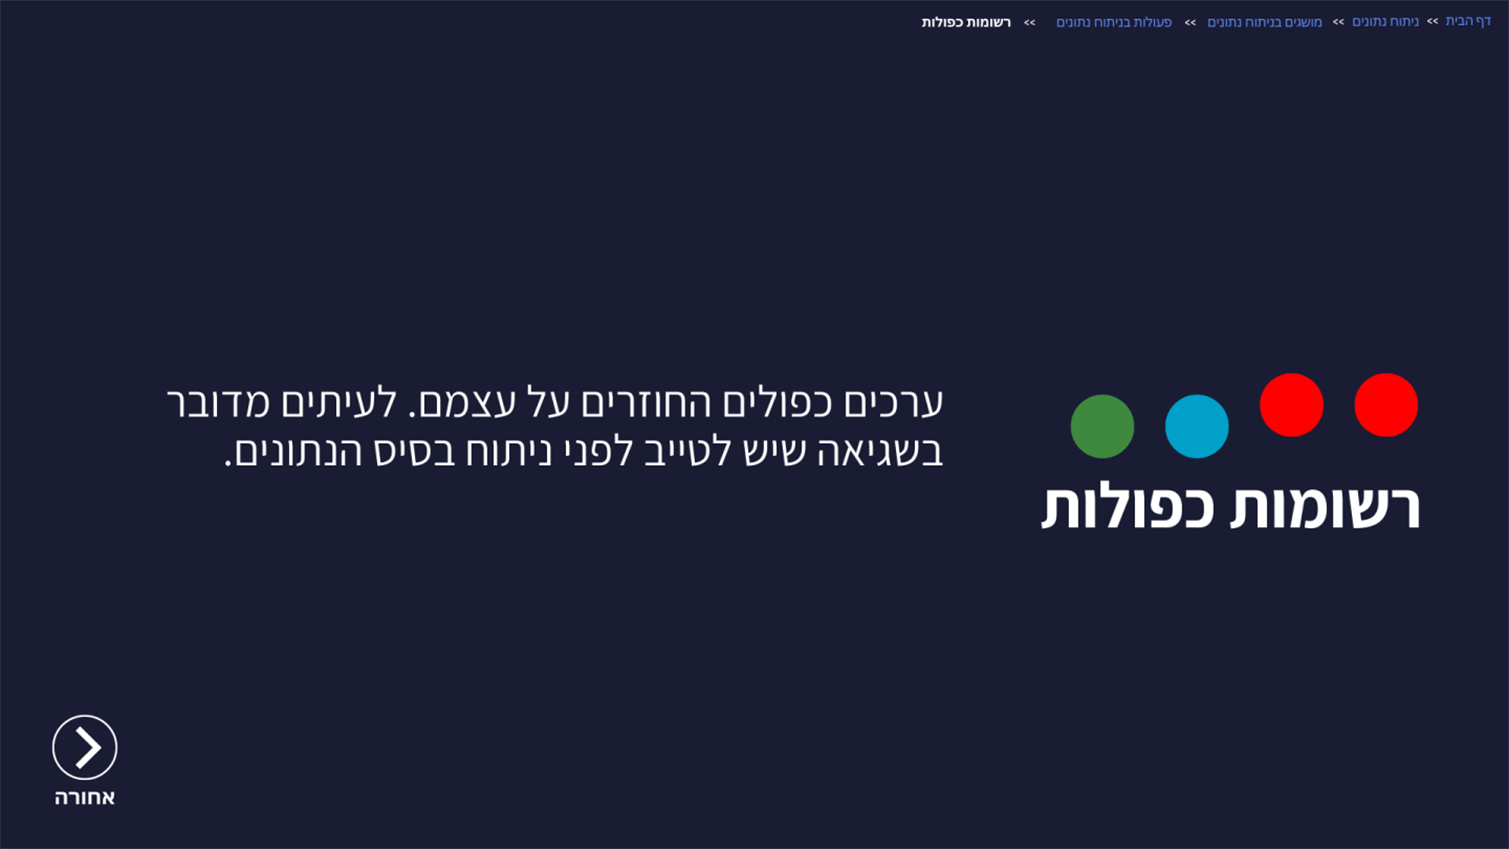 דף הבית >> ניתוח נתונים >> מושגים בניתוח נתונים >> פעולות בניתוח נתונים >> רשומות כפולות
רשומות כפולות
ערכים כפולים החוזרים על עצמם. לעיתים מדובר
בשגיאה שיש לטייב לפני ניתוח בסיס הנתונים.
אחורה